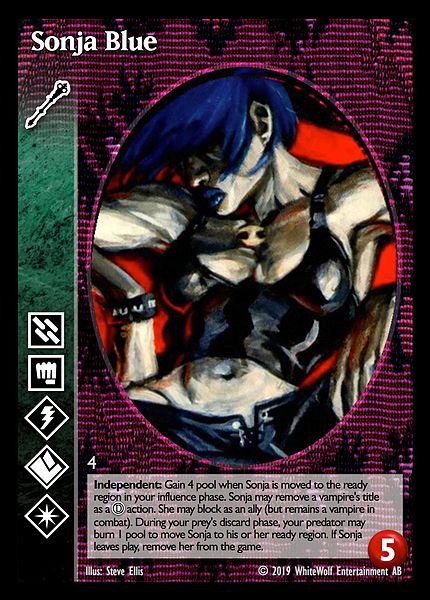 Sonja Blue
4
Independent: Gain 4 pool when Sonja is moved to the ready
region in your influence phase. Sonja may remove a vampire's title
as a Ⓓ action. She may block as an ally (but remains a vampire in
combat). During your prey's discard phase, your predator may
burn 1 pool to move Sonja to his or her ready region. If Sonja
leaves play, remove her from the game.
5
Illus: Steve Ellis
© 2019 WhiteWolf Entertainment AB